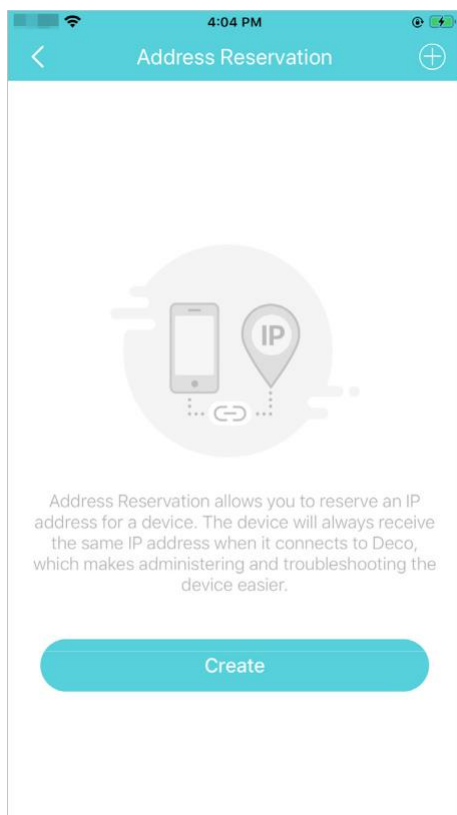 4:04 PM
Address Reservation
IP
Address Reservation allows you to reserve an IP
address for a device. The device will always receive
the same IP address when it connects to Deco,
which makes administering and troubleshooting the
device easier.
Create